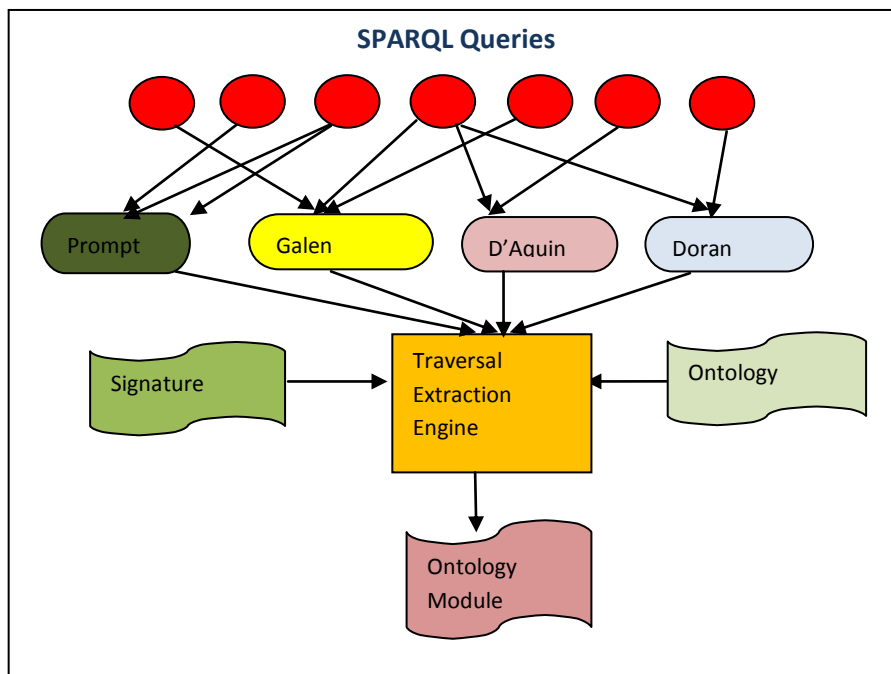 SPARQL Queries
Prompt
Galen
D'Aquin
Doran
Signature
Traversal
Extraction
Engine
Ontology
Ontology
Module